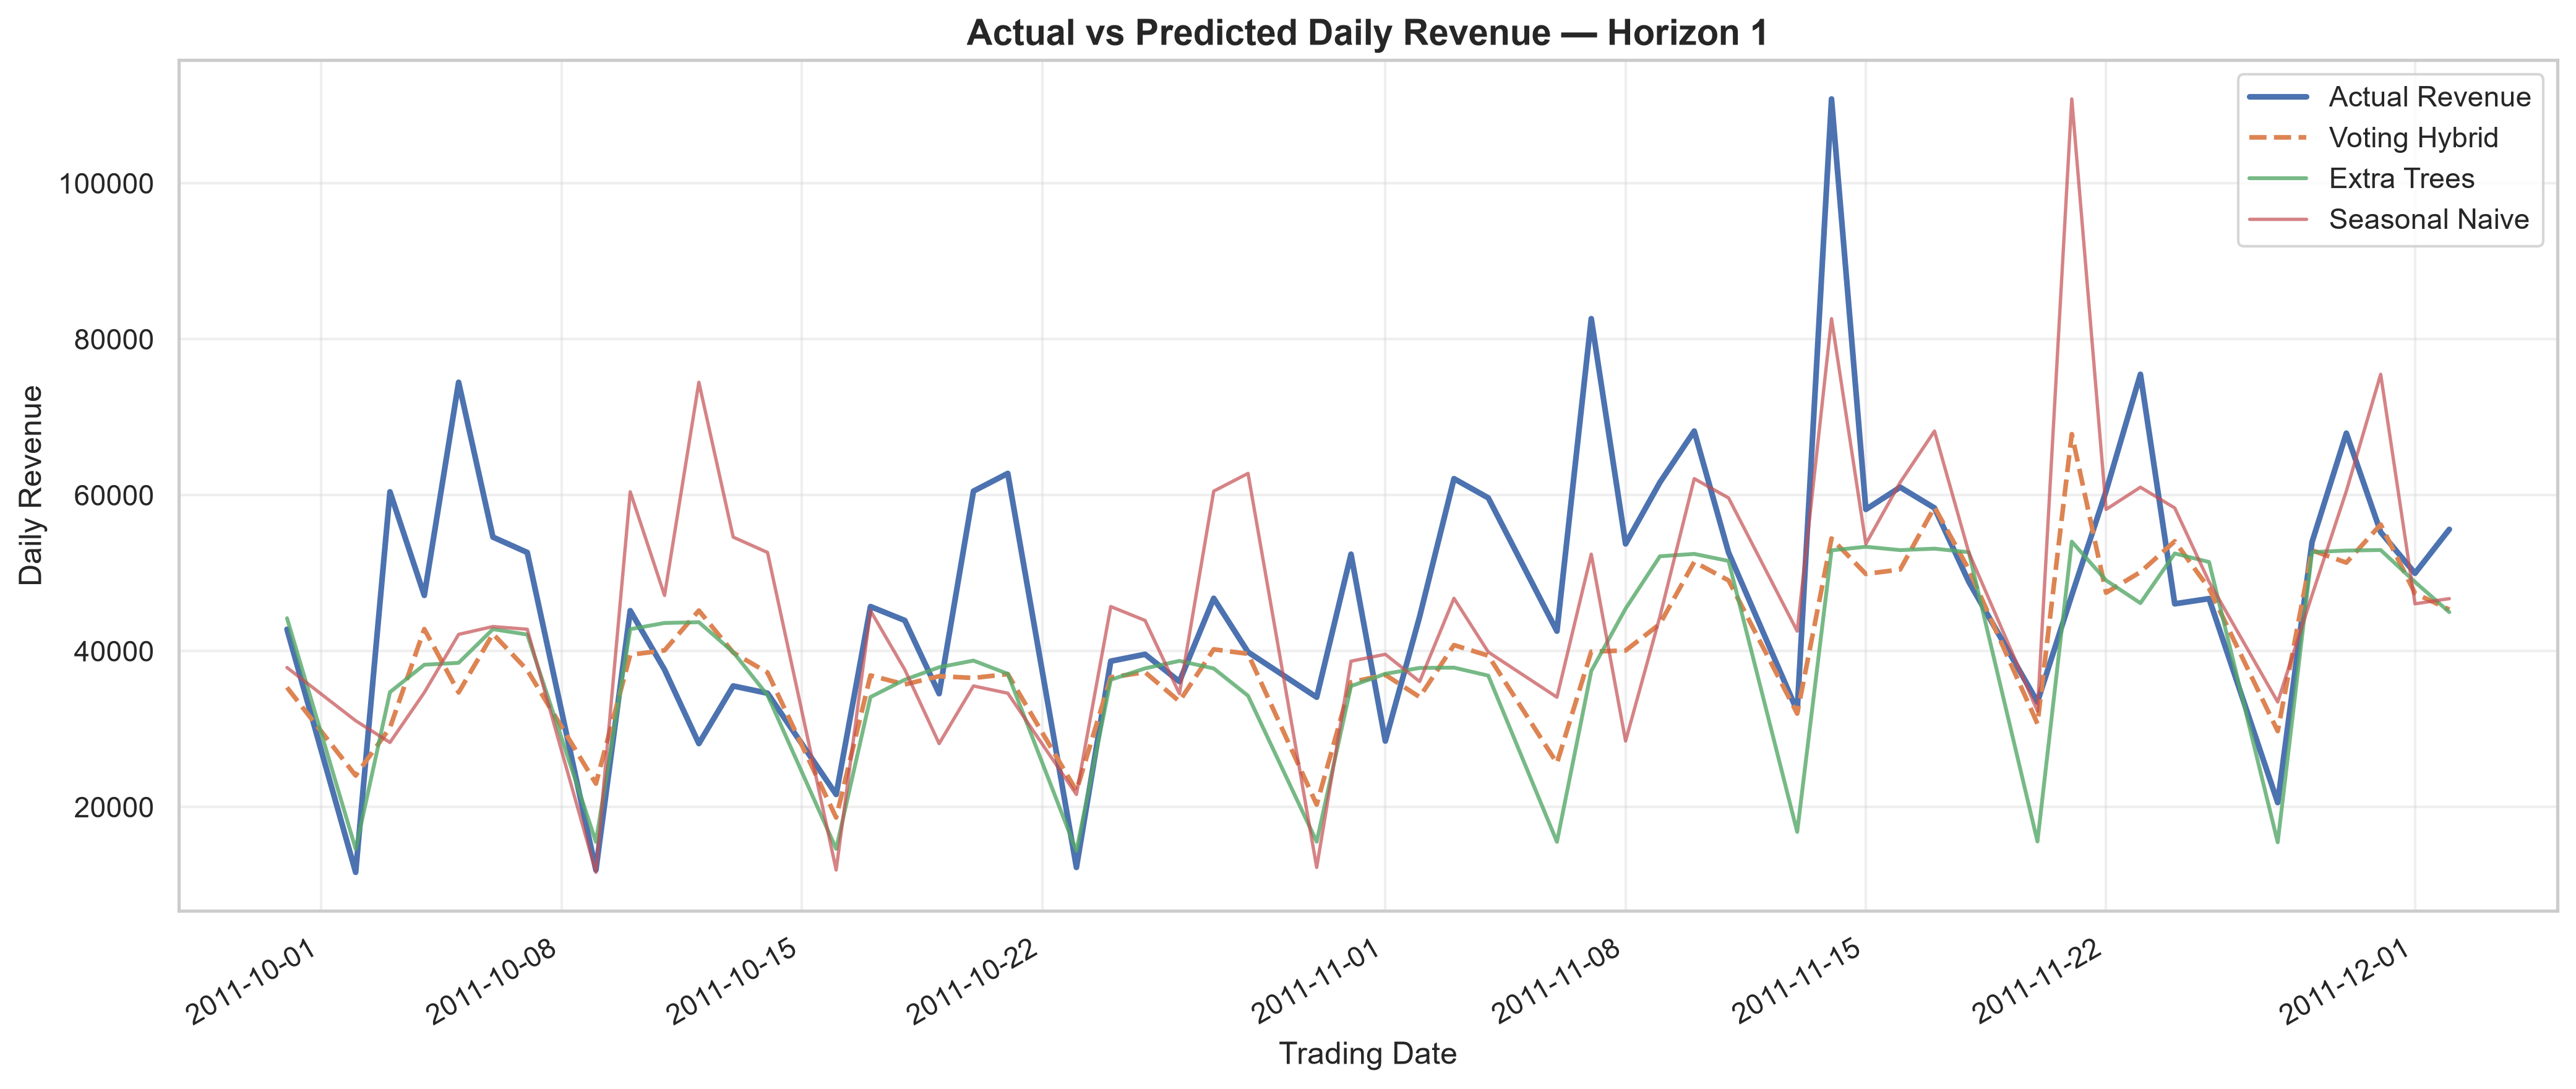 Actual vs Predicted Daily Revenue — Horizon 1
Actual Revenue
Voting Hybrid
Extra Trees
Seasonal Naive
Daily Revenue
100000
80000
60000
40000
20000
2011-10-01
2011-10-08
2011-10-15
2011-10-22
2011-11-01
2011-11-08
2011-11-15
2011-11-22
2011-12-01
Trading Date